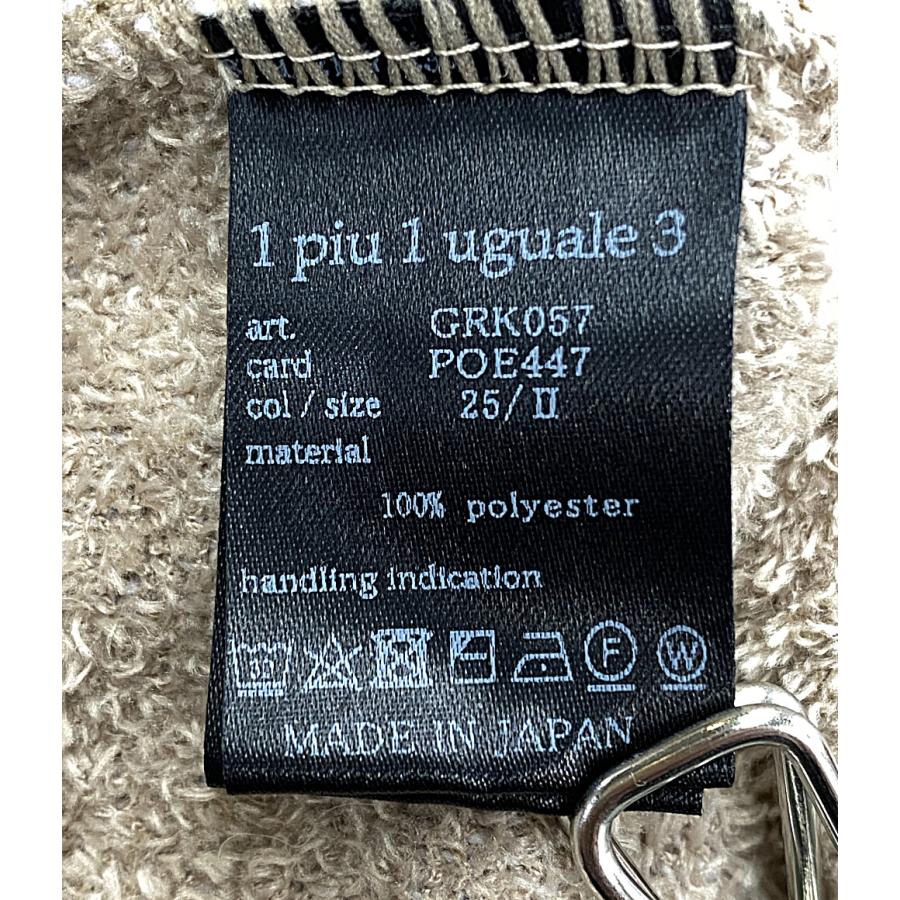 1 piu 1 uguale 3
art. GRK057
card POE447
col / size 25/Ⅱ
material
100% polyester
handling indication
F W
MADE IN JAPAN